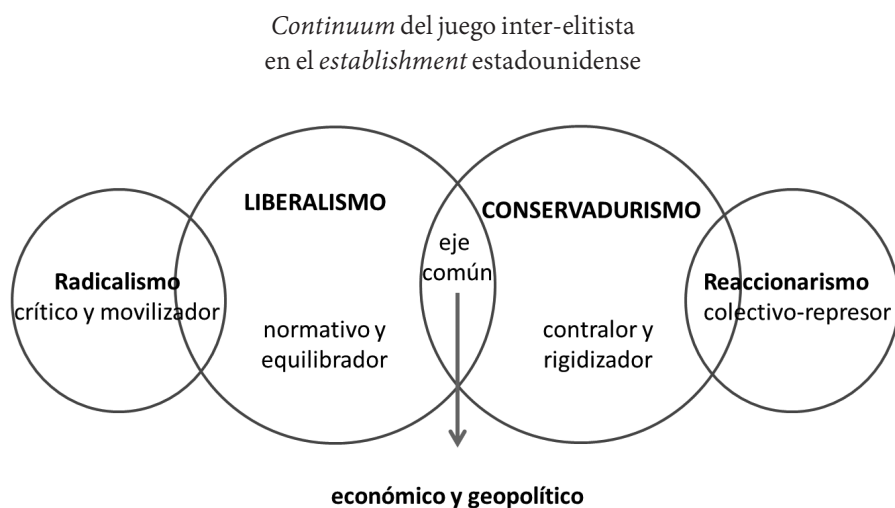 Continuum del juego inter-elitista
en el establishment estadounidense
LIBERALISMO
CONSERVADURISMO
eje
común
Radicalismo
crítico y movilizador
Reaccionarismo
colectivo-represor
normativo y
equilibrador
contralor y
rigidizador
económico y geopolítico